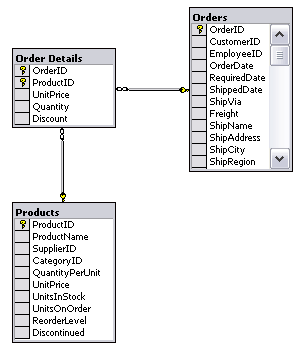 Order Details
OrderID
ProductID
UnitPrice
Quantity
Discount
Orders
OrderID
CustomerID
EmployeeID
OrderDate
RequiredDate
ShippedDate
ShipVia
Freight
ShipName
ShipAddress
ShipCity
ShipRegion
Products
ProductID
ProductName
SupplierID
CategoryID
QuantityPerUnit
UnitPrice
UnitsInStock
UnitsOnOrder
ReorderLevel
Discontinued